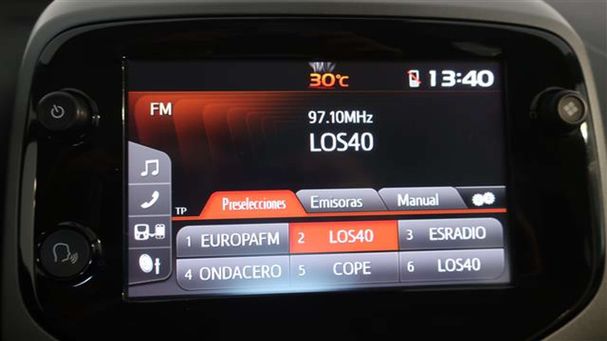 30°C
13:40
FM
97.10MHz
LOS40
TP
Preselecciones Emisoras Manual
1 EUROPAFM 2 LOS40 3 ESRADIO
4 ONDACERO 5 COPE 6 LOS40